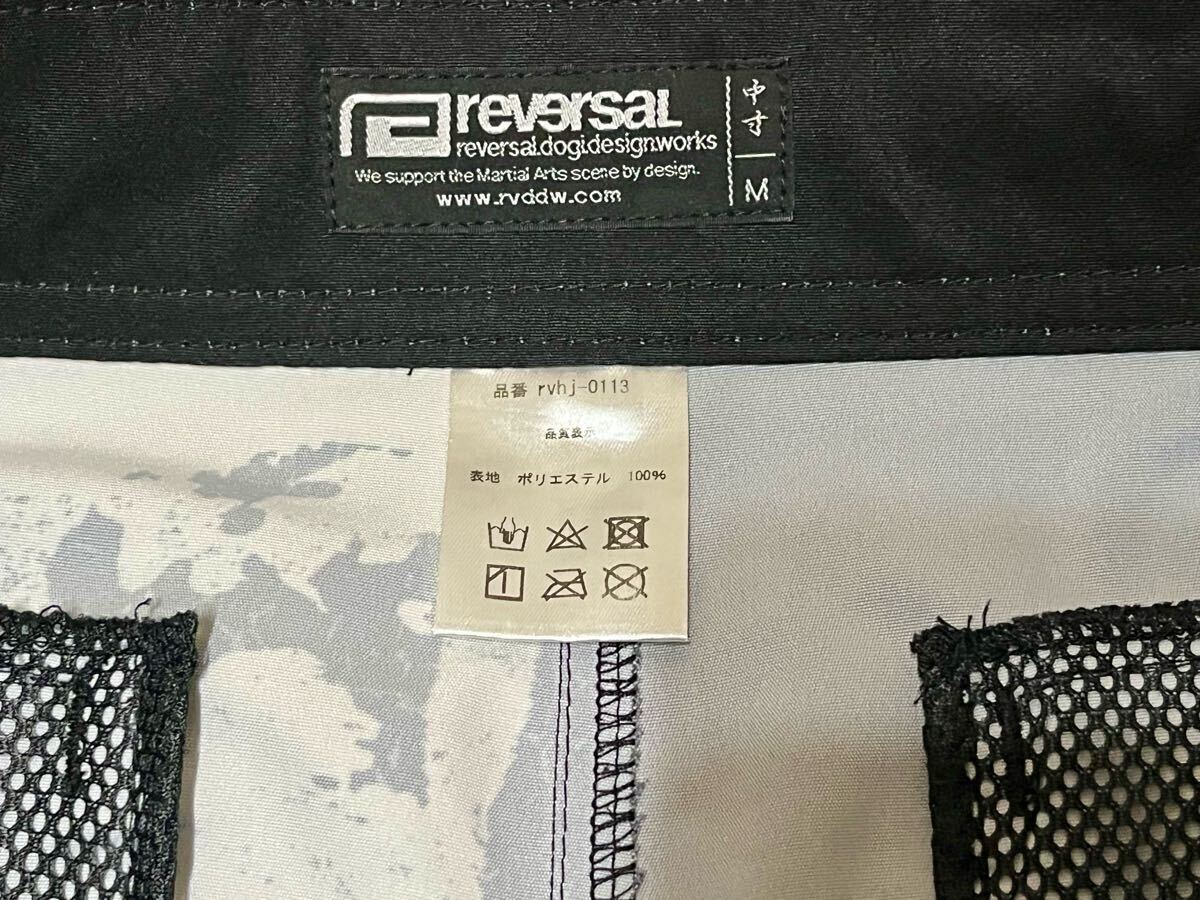 reversal
reversal.dogi.design.works
We support the Martial Arts scene by design.
www.rvddw.com
中寸
M
品番 rvhj-0113
品質表示
表地 ポリエステル 100%